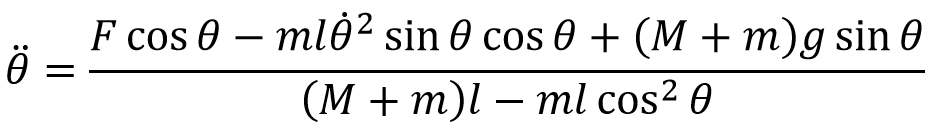 θ̈ = (F cos θ − mlθ̇² sin θ cos θ + (M + m)g sin θ) / ((M + m)l − ml cos² θ)